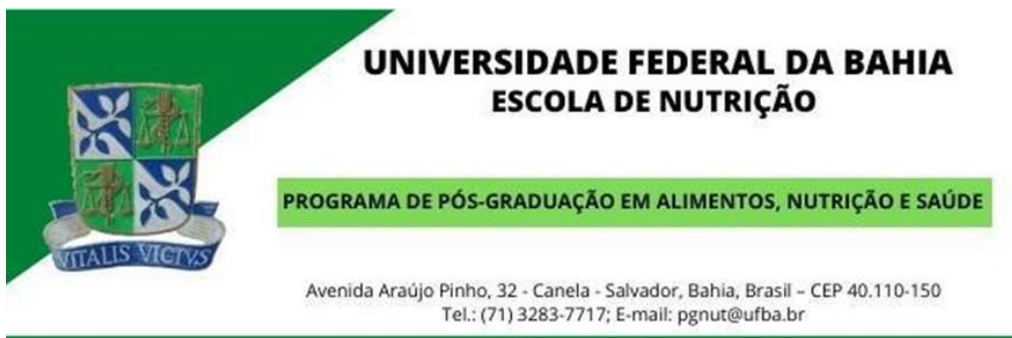 UNIVERSIDADE FEDERAL DA BAHIA
ESCOLA DE NUTRIÇÃO
PROGRAMA DE PÓS-GRADUAÇÃO EM ALIMENTOS, NUTRIÇÃO E SAÚDE
VITALIS VICTVS
Avenida Araújo Pinho, 32 - Canela - Salvador, Bahia, Brasil – CEP 40.110-150
Tel.: (71) 3283-7717; E-mail: pgnut@ufba.br